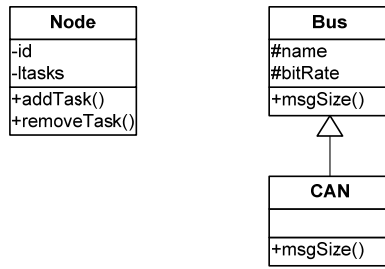 Node
-id
-ltasks
+addTask()
+removeTask()
Bus
#name
#bitRate
+msgSize()
CAN
+msgSize()